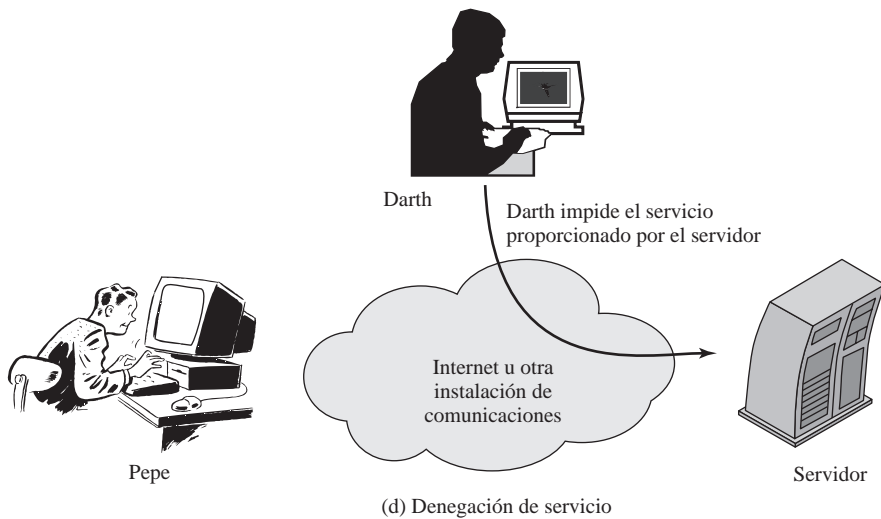 Darth
Darth impide el servicio
proporcionado por el servidor
Internet u otra
instalación de
comunicaciones
Pepe
Servidor
(d) Denegación de servicio